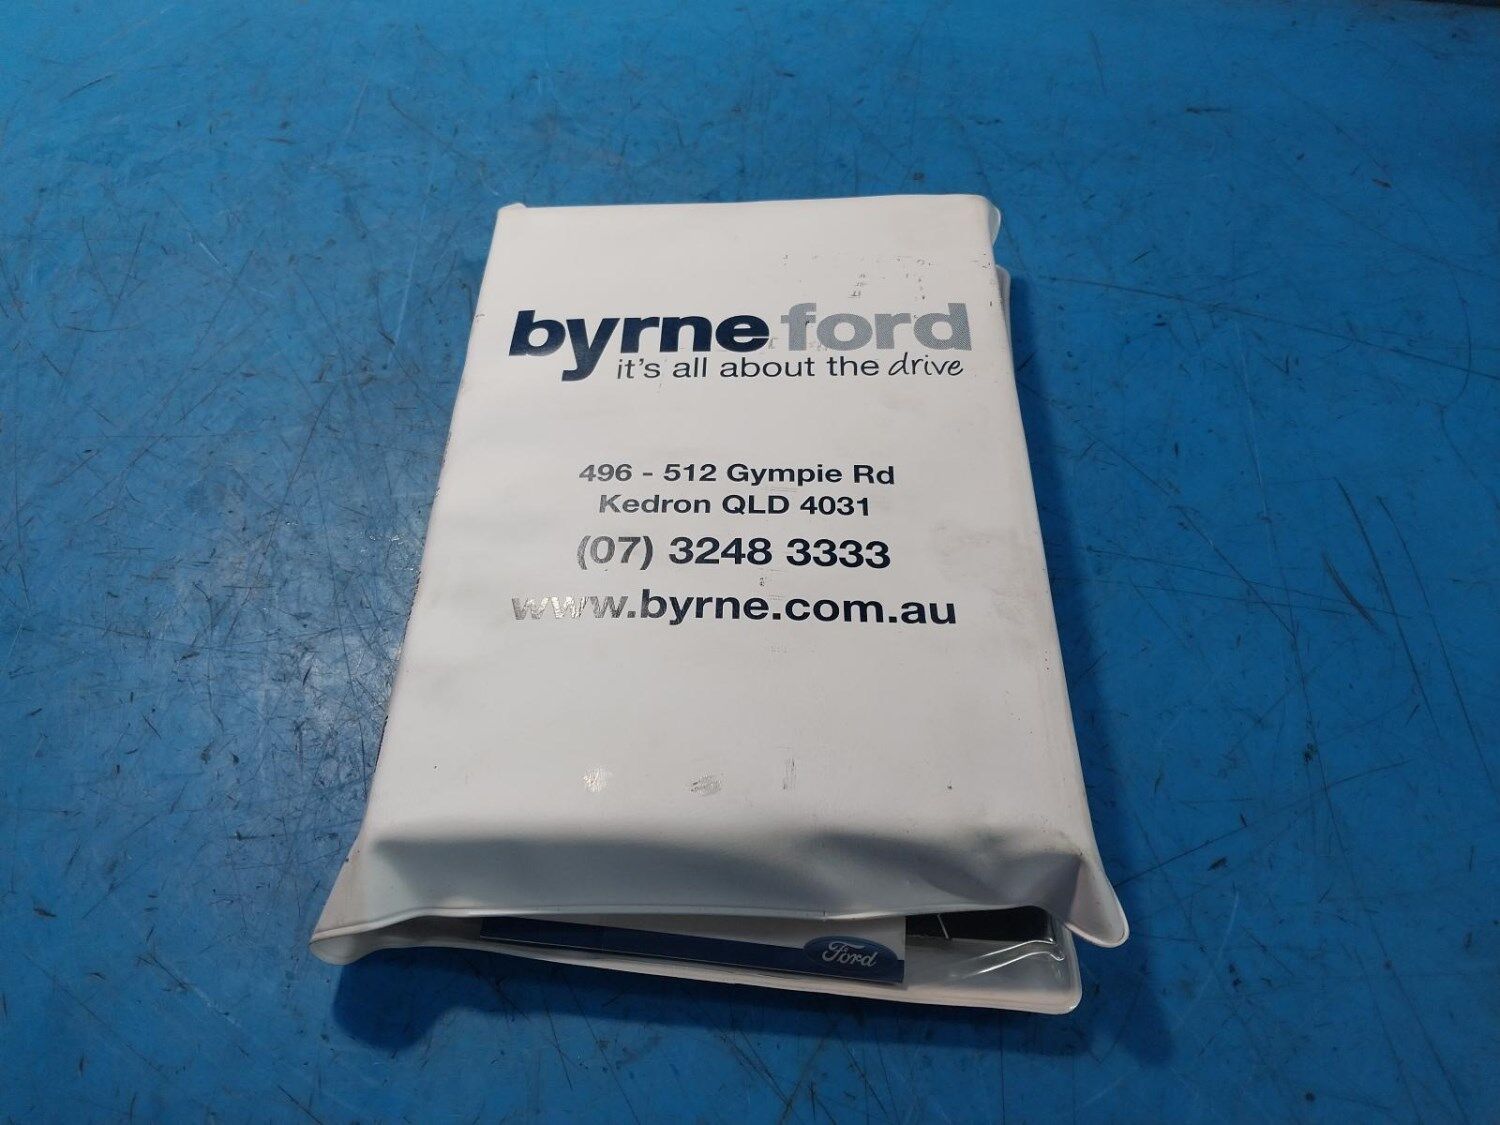 byrneford
it's all about the drive
496 - 512 Gympie Rd
Kedron QLD 4031
(07) 3248 3333
www.byrne.com.au
Ford